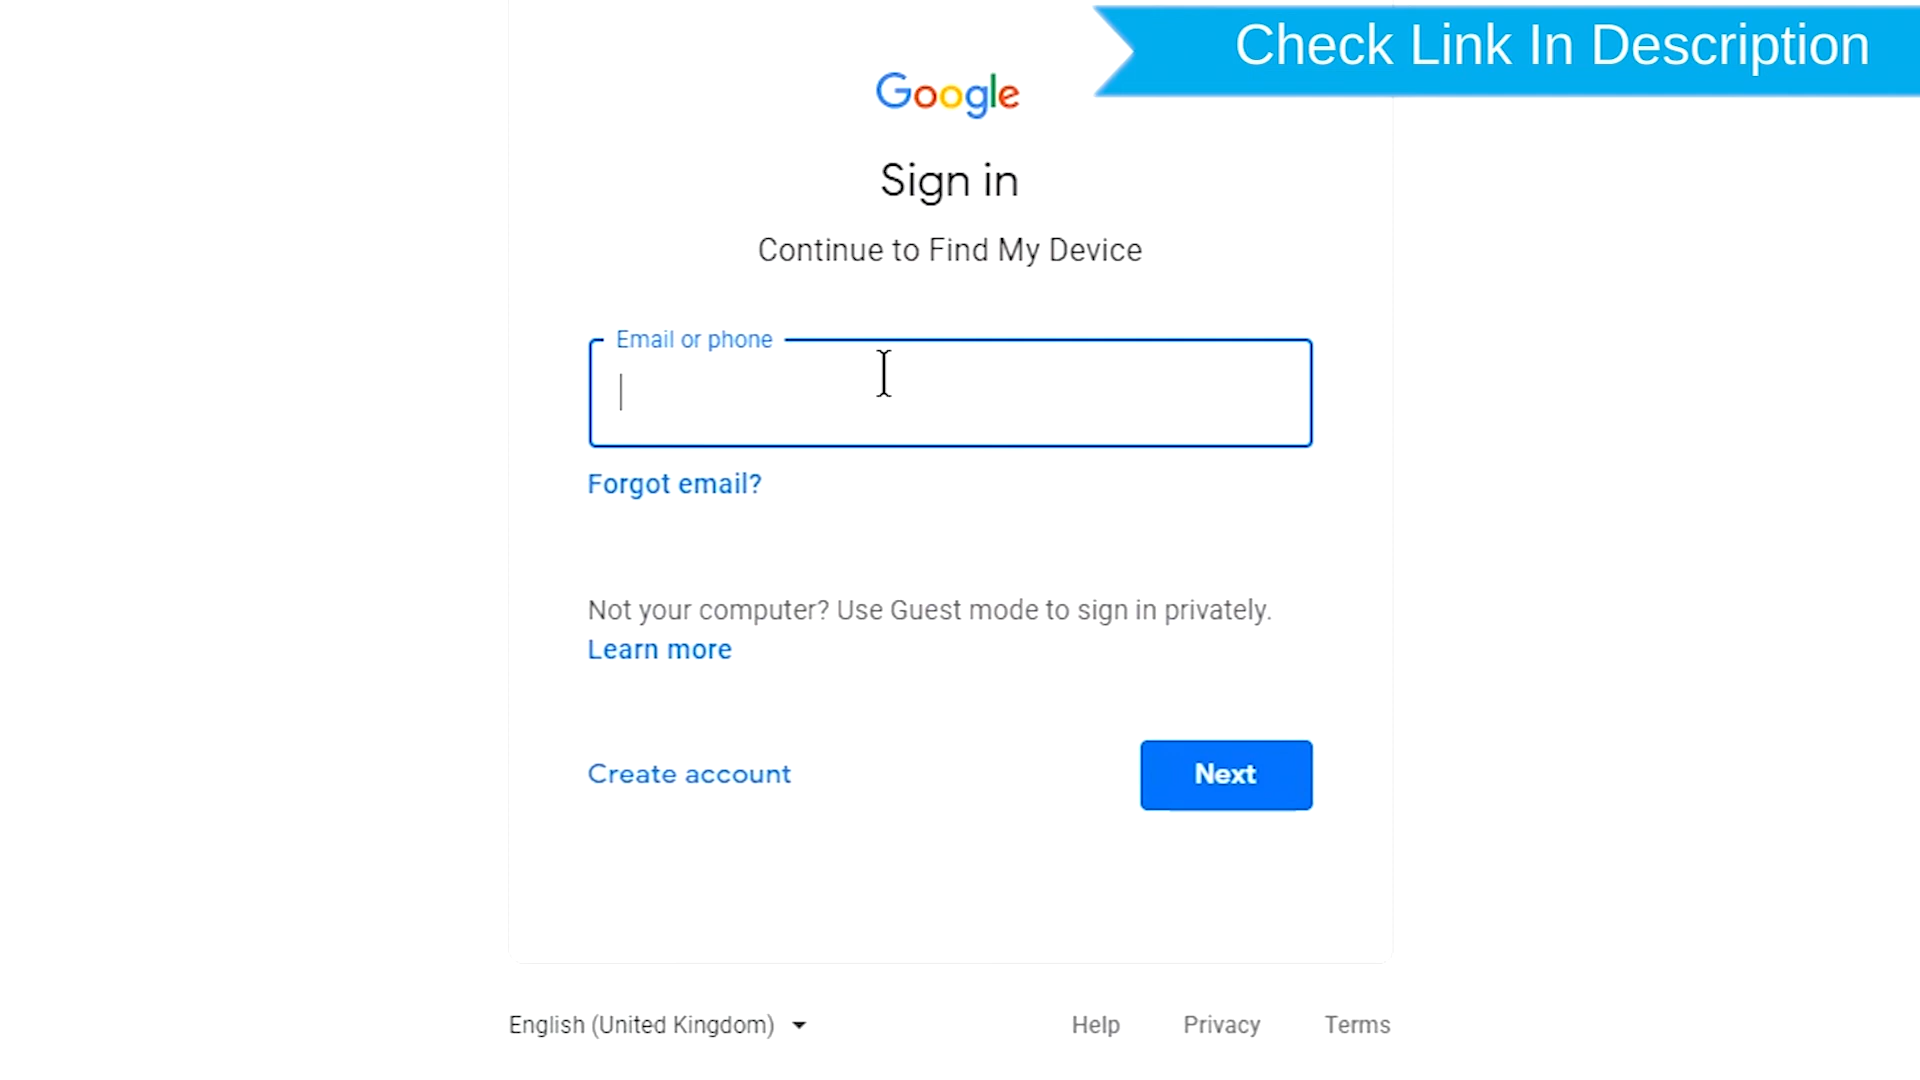 Check Link In Description
Google
Sign in
Continue to Find My Device
Email or phone
Forgot email?
Not your computer? Use Guest mode to sign in privately.
Learn more
Create account
Next
English (United Kingdom)
Help
Privacy
Terms